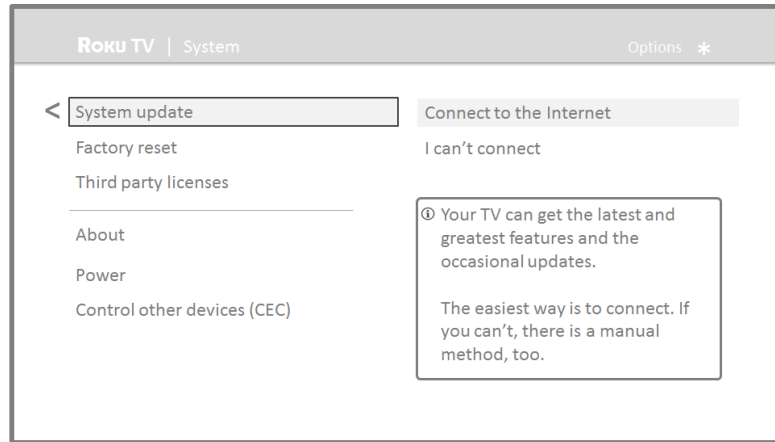 ROKU TV | System
Options *
< System update
Factory reset
Third party licenses
About
Power
Control other devices (CEC)
Connect to the Internet
I can't connect
ⓘ Your TV can get the latest and
greatest features and the
occasional updates.
The easiest way is to connect. If
you can't, there is a manual
method, too.